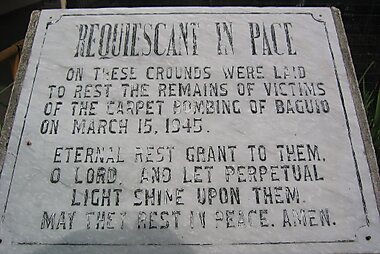 REQUIESCANT IN PACE
ON THESE GROUNDS WERE LAID
TO REST THE REMAINS OF VICTIMS
OF THE CARPET BOMBING OF BAGUIO
ON MARCH 15, 1945.
ETERNAL REST GRANT TO THEM,
O LORD, AND LET PERPETUAL
LIGHT SHINE UPON THEM.
MAY THEY REST IN PEACE. AMEN.